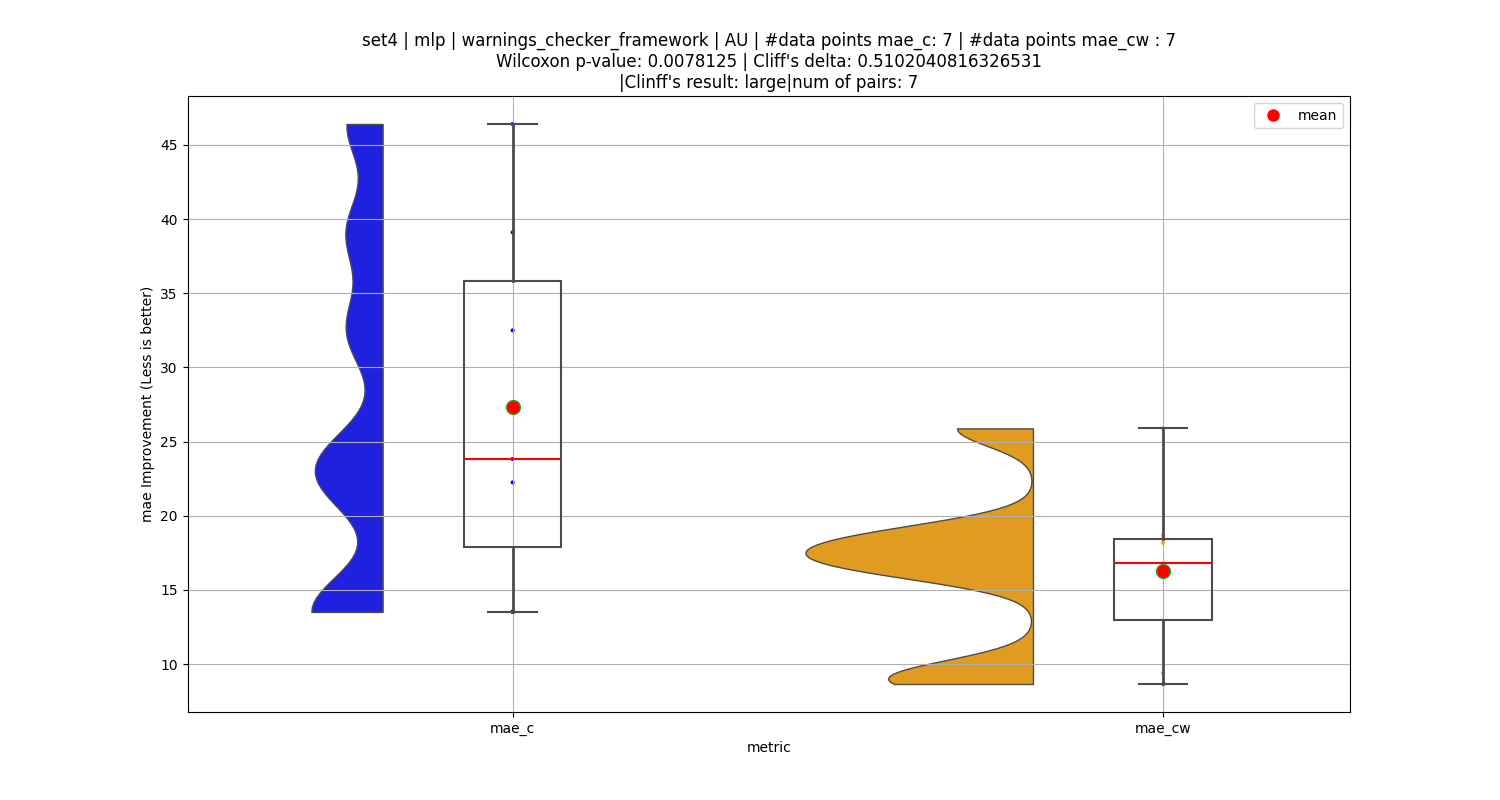 set4 | mlp | warnings_checker_framework | AU | #data points mae_c: 7 | #data points mae_cw : 7
Wilcoxon p-value: 0.0078125 | Cliff's delta: 0.5102040816326531
|Clinff's result: large|num of pairs: 7
mean
mae Improvement (Less is better)
45
40
35
30
25
20
15
10
mae_c
mae_cw
metric